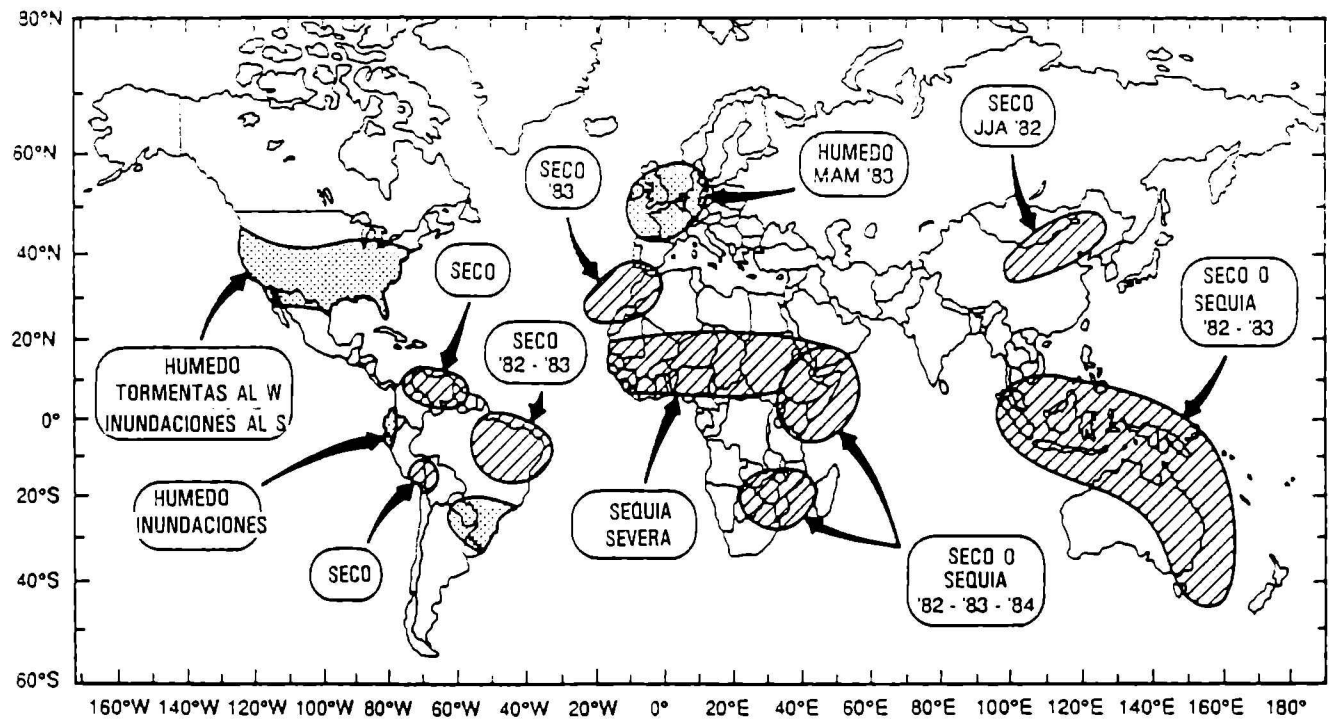 80°N
60°N
40°N
20°N
0°
20°S
40°S
60°S
SECO
JJA '82
HUMEDO
MAM '83
SECO
'83
SECO
SECO O
SEQUIA
'82 - '83
SECO
'82 - '83
HUMEDO
TORMENTAS AL W
INUNDACIONES AL S
HUMEDO
INUNDACIONES
SECO
SEQUIA
SEVERA
SECO O
SEQUIA
'82 - '83 - '84
160°W 140°W 120°W 100°W 80°W 60°W 40°W 20°W 0° 20°E 40°E 60°E 80°E 100°E 120°E 140°E 160°E 180°